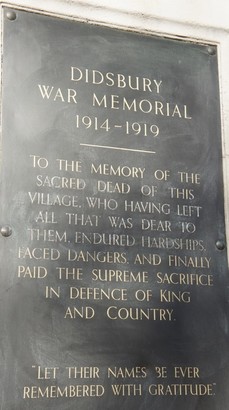 DIDSBURY
WAR MEMORIAL
1914-1919
TO THE MEMORY OF THE
SACRED DEAD OF THIS
VILLAGE, WHO HAVING LEFT
ALL THAT WAS DEAR TO
THEM, ENDURED HARDSHIPS,
FACED DANGERS, AND FINALLY
PAID THE SUPREME SACRIFICE
IN DEFENCE OF KING
AND COUNTRY.
"LET THEIR NAMES BE EVER
REMEMBERED WITH GRATITUDE."